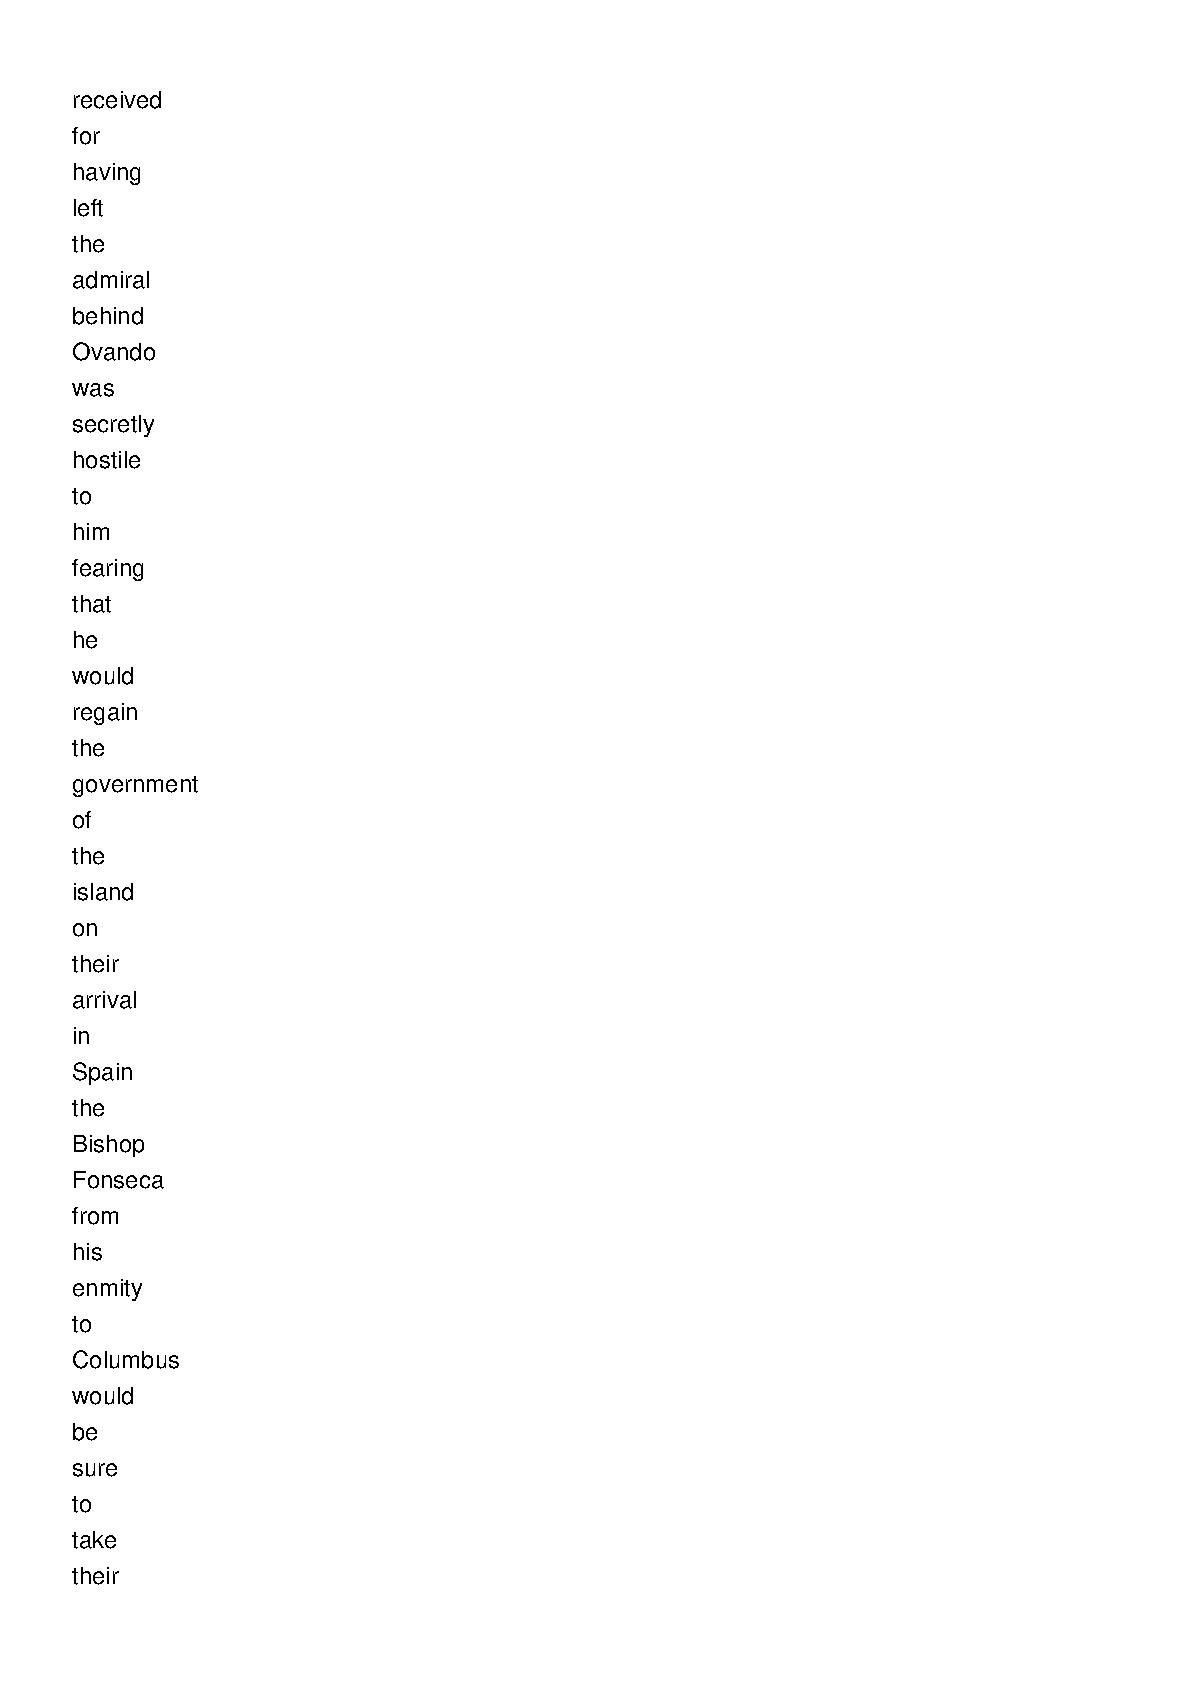 received
for
having
left
the
admiral
behind
Ovando
was
secretly
hostile
to
him
fearing
that
he
would
regain
the
government
of
the
island
on
their
arrival
in
Spain
the
Bishop
Fonseca
from
his
enmity
to
Columbus
would
be
sure
to
take
their